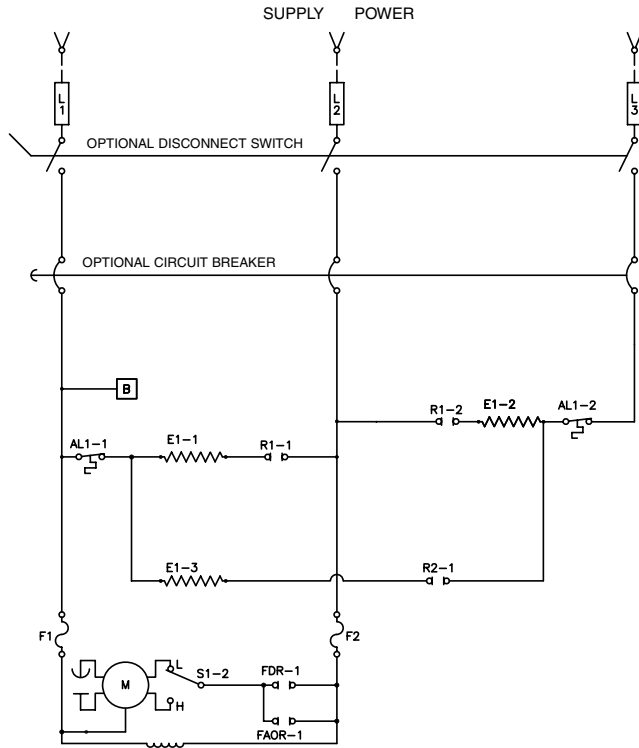 SUPPLY POWER
L1
L2
L3
OPTIONAL DISCONNECT SWITCH
OPTIONAL CIRCUIT BREAKER
B
R1-2
E1-2
AL1-2
AL1-1
E1-1
R1-1
E1-3
R2-1
F1
F2
L
S1-2
FDR-1
M
H
FAOR-1